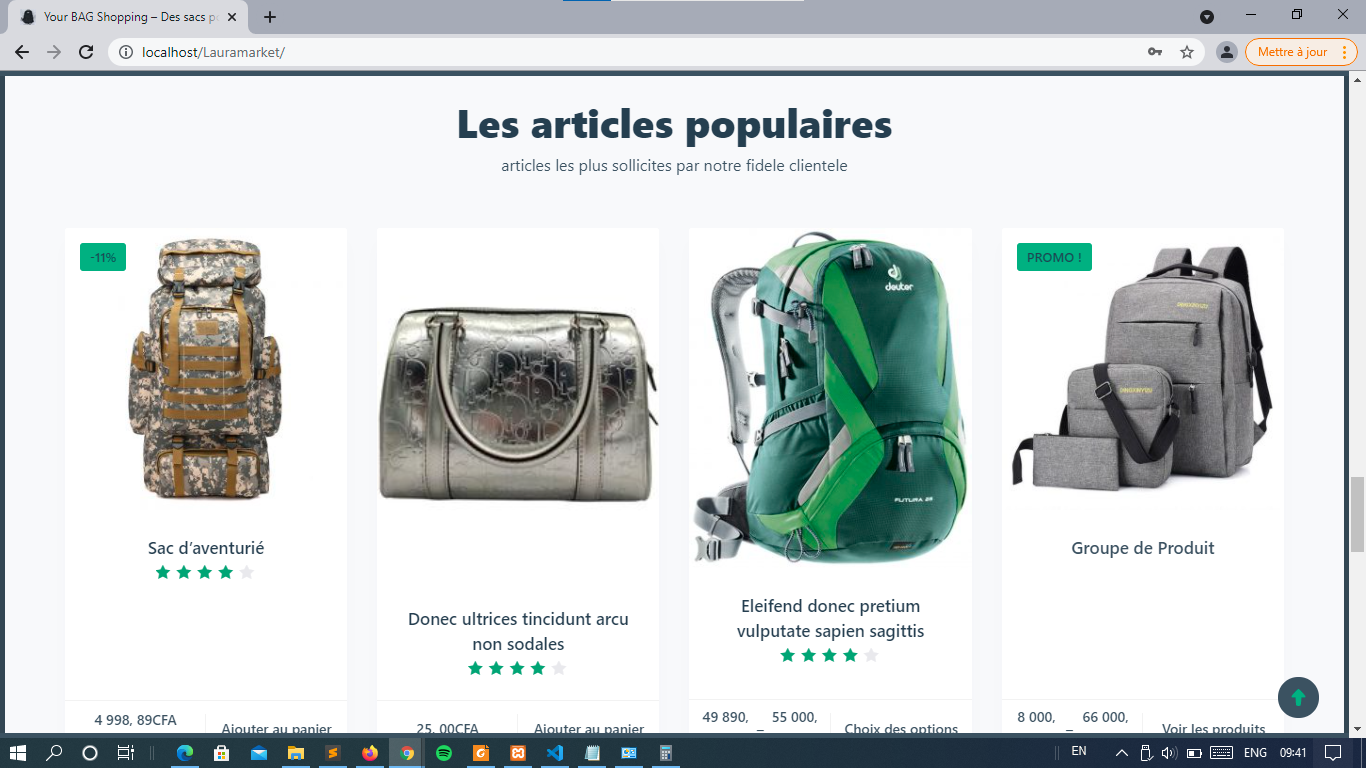 Your BAG Shopping – Des sacs p
localhost/Lauramarket/
Mettre à jour
Les articles populaires
articles les plus sollicites par notre fidele clientele
-11%
deuter
FUTURA 28
PROMO !
Sac d’aventurié
Donec ultrices tincidunt arcu
non sodales
Eleifend donec pretium
vulputate sapien sagittis
Groupe de Produit
4 998, 89CFA
Ajouter au panier
25, 00CFA
Ajouter au panier
49 890, – 55 000,
Choix des options
8 000, – 66 000,
Voir les produits
EN
ENG
09:41